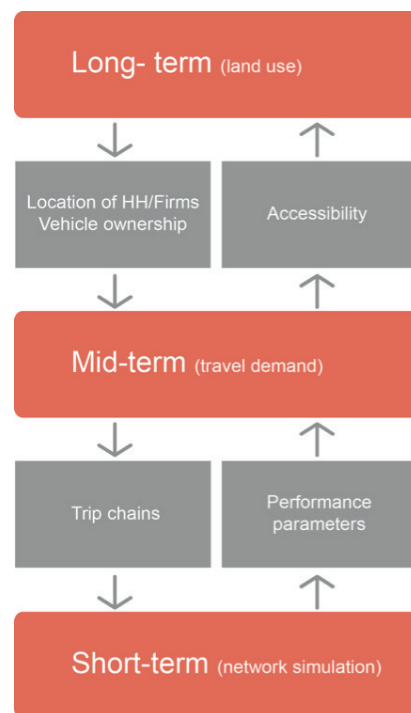 Long- term (land use)
Location of HH/Firms
Vehicle ownership
Accessibility
Mid-term (travel demand)
Trip chains
Performance
parameters
Short-term (network simulation)